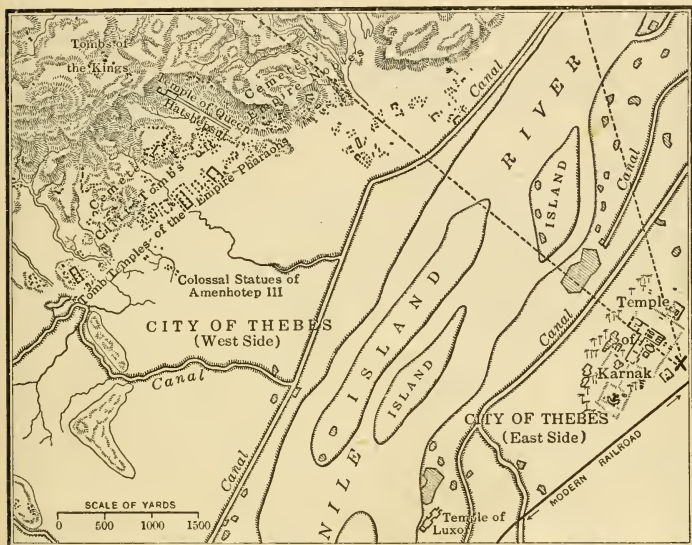 Tombs of
the Kings
Temple of Queen
Hatshepsut
Cemetery
Empire Nobles
Cemetery
Tombs of
Tomb-Temples of the Empire Pharaohs
Colossal Statues of
Amenhotep III
CITY OF THEBES
(West Side)
Canal
Canal
Canal
RIVER
NILE
ISLAND
ISLAND
ISLAND
Canal
Canal
Temple
of
Karnak
CITY OF THEBES
(East Side)
MODERN RAILROAD
Temple of
Luxor
SCALE OF YARDS
0 500 1000 1500